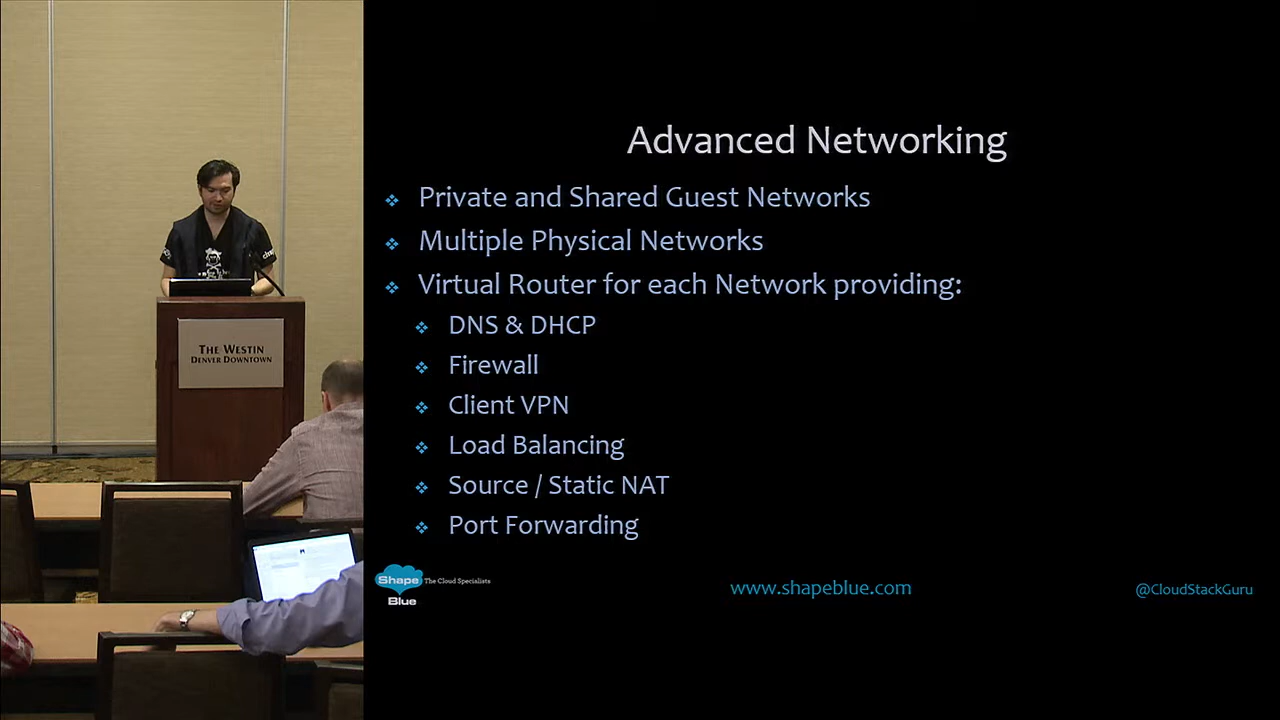 Advanced Networking
Private and Shared Guest Networks
Multiple Physical Networks
Virtual Router for each Network providing:
DNS & DHCP
Firewall
Client VPN
Load Balancing
Source / Static NAT
Port Forwarding
THE WESTIN
DENVER DOWNTOWN
Shape
Blue
The Cloud Specialists
www.shapeblue.com
@CloudStackGuru